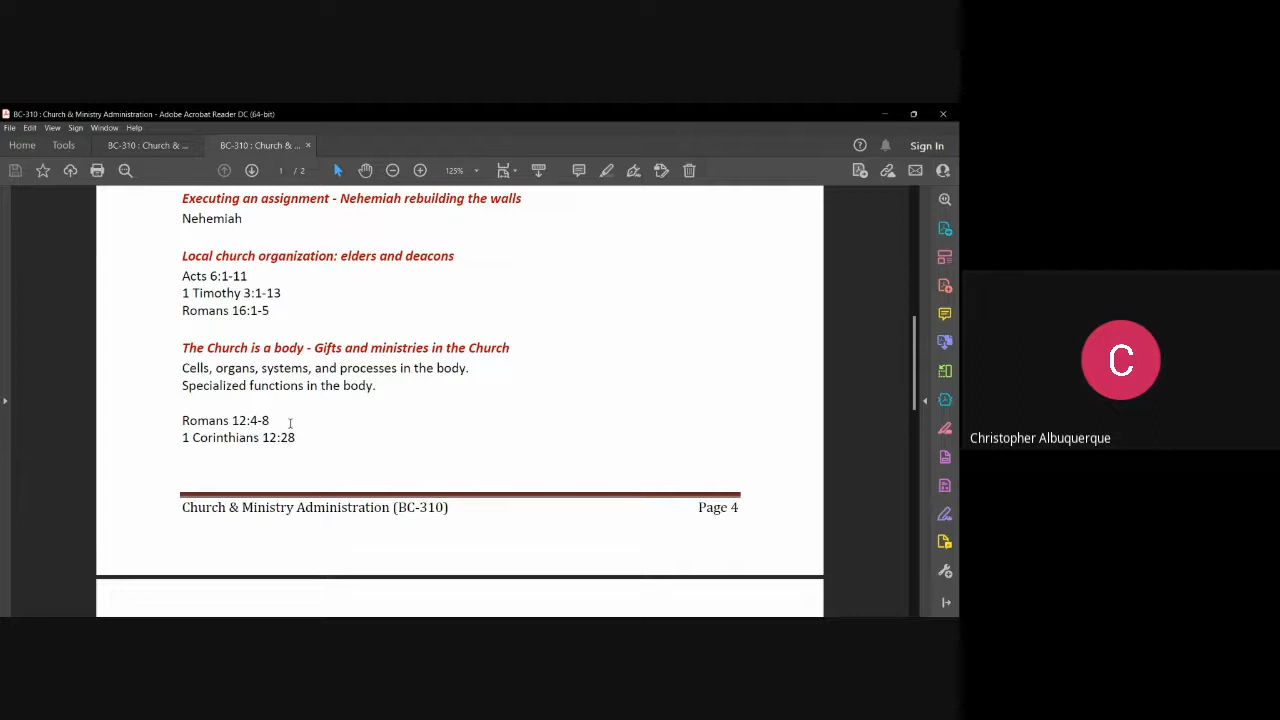 BC-310 : Church & Ministry Administration - Adobe Acrobat Reader DC (64-bit)
File Edit View Sign Window Help
Home Tools BC-310 : Church & ... BC-310 : Church & ... × Sign In
1 / 2 125%
Executing an assignment - Nehemiah rebuilding the walls
Nehemiah
Local church organization: elders and deacons
Acts 6:1-11
1 Timothy 3:1-13
Romans 16:1-5
The Church is a body - Gifts and ministries in the Church
Cells, organs, systems, and processes in the body.
Specialized functions in the body.
Romans 12:4-8
1 Corinthians 12:28
Church & Ministry Administration (BC-310) Page 4
C
Christopher Albuquerque